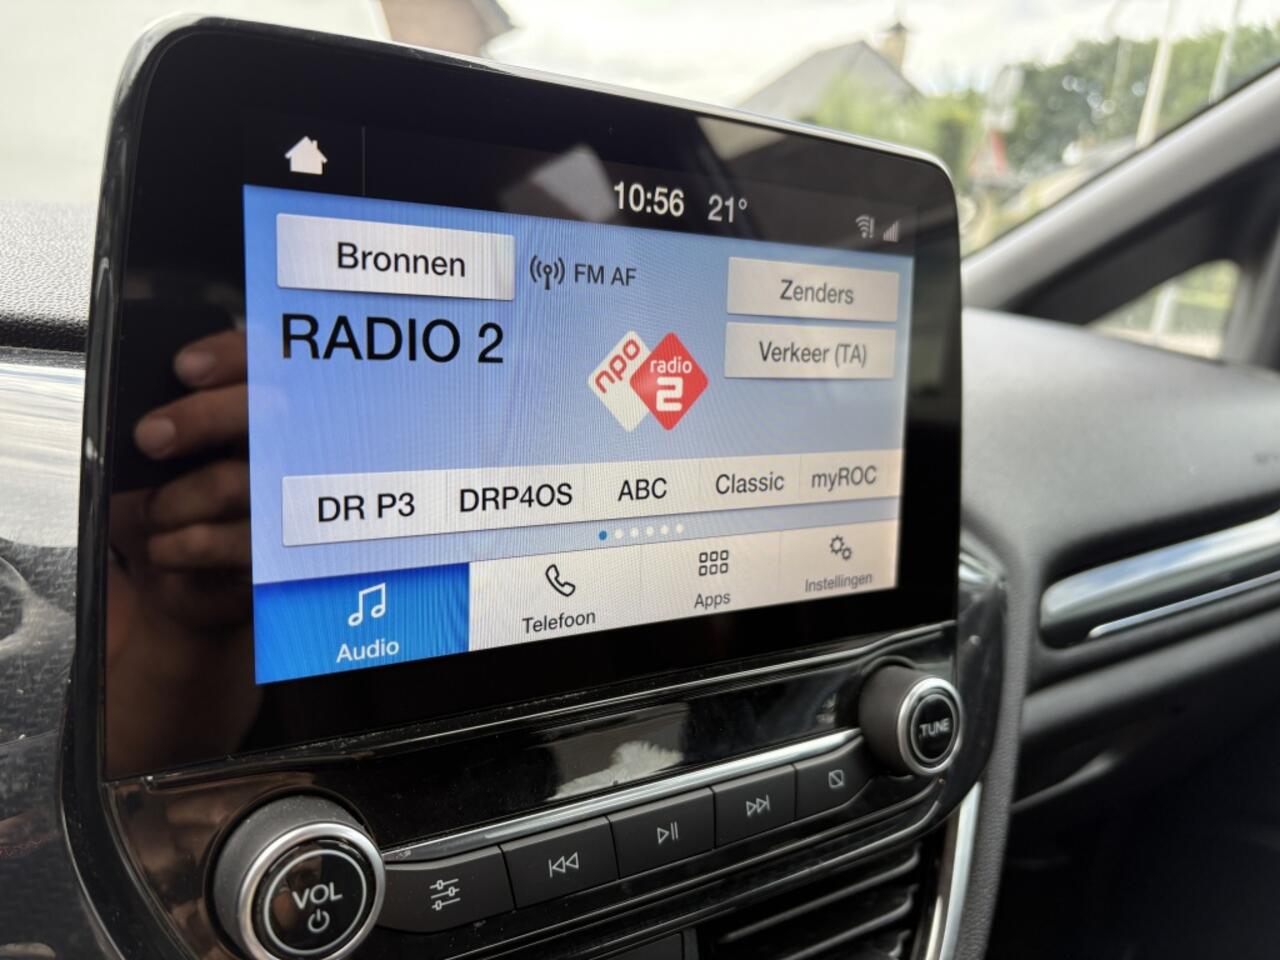 10:56 21°
Bronnen
FM AF
Zenders
RADIO 2
npo
radio
2
Verkeer (TA)
DR P3
DRP4OS
ABC
Classic
myROC
Audio
Telefoon
Apps
Instellingen
TUNE
VOL